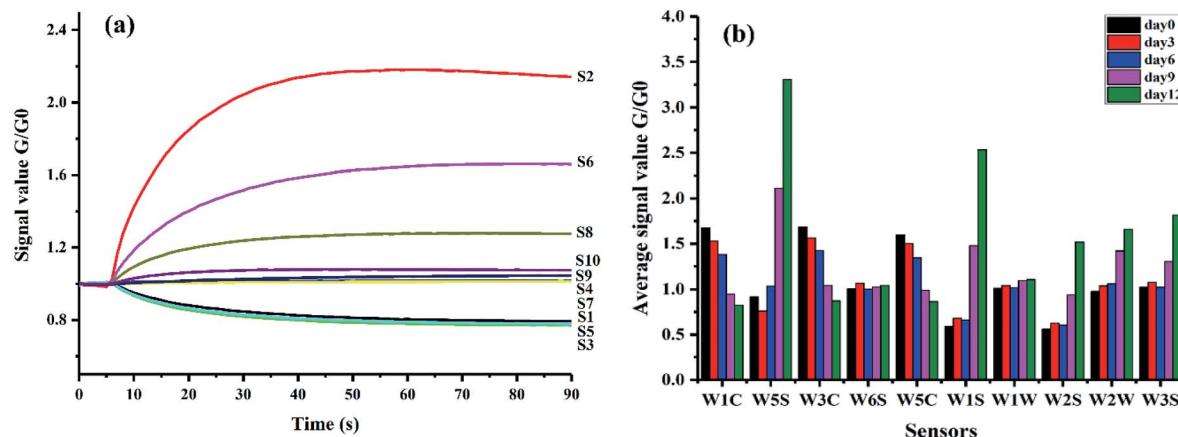 (a)
Signal value G/G0
2.4
2.0
1.6
1.2
0.8
S2
S6
S8
S10
S9
S4
S7
S1
S5
S3
0 10 20 30 40 50 60 70 80 90
Time (s)
(b)
Average signal value G/G0
4.0
3.5
3.0
2.5
2.0
1.5
1.0
0.5
0.0
day0
day3
day6
day9
day12
W1C W5S W3C W6S W5C W1S W1W W2S W2W W3S
Sensors